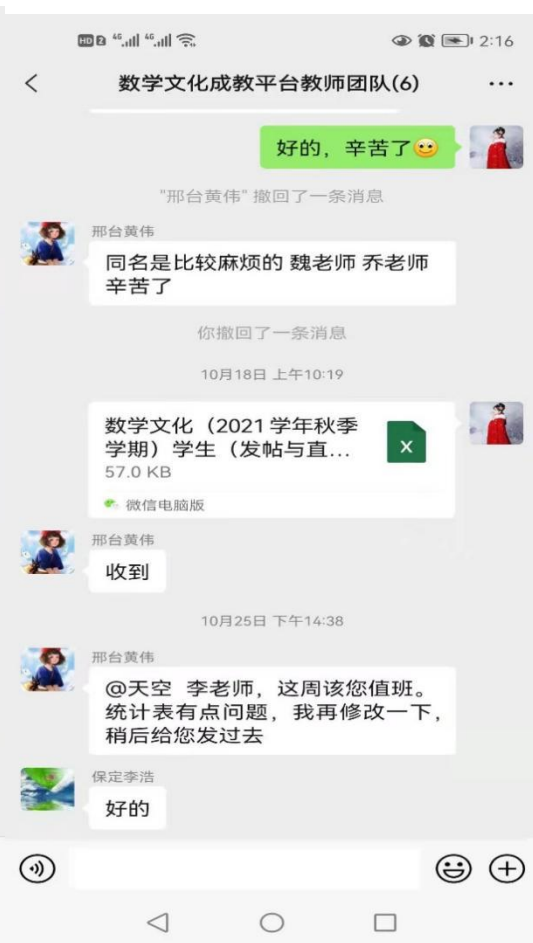 HD 2 4G 4G 2:16
数学文化成教平台教师团队(6)
好的，辛苦了
"邢台黄伟" 撤回了一条消息
邢台黄伟
同名是比较麻烦的 魏老师 乔老师
辛苦了
你撤回了一条消息
10月18日 上午10:19
数学文化（2021学年秋季
学期）学生（发帖与直...
57.0 KB
X
微信电脑版
邢台黄伟
收到
10月25日 下午14:38
邢台黄伟
@天空 李老师，这周该您值班。
统计表有点问题，我再修改一下，
稍后给您发过去
保定李浩
好的